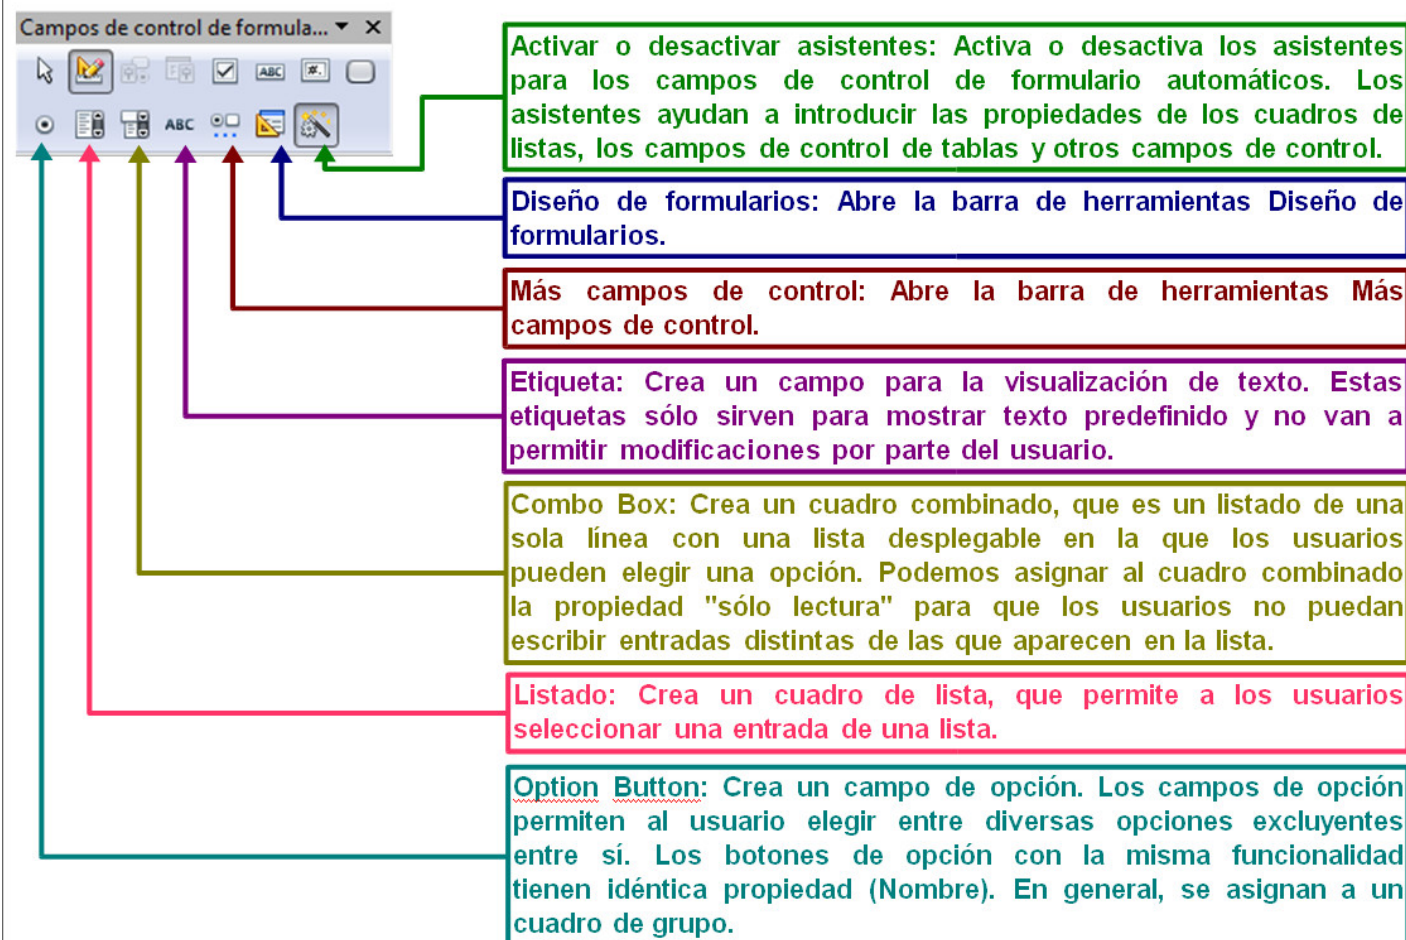 Campos de control de formula...
ABC
#.
ABC
Activar o desactivar asistentes: Activa o desactiva los asistentes
para los campos de control de formulario automáticos. Los
asistentes ayudan a introducir las propiedades de los cuadros de
listas, los campos de control de tablas y otros campos de control.
Diseño de formularios: Abre la barra de herramientas Diseño de
formularios.
Más campos de control: Abre la barra de herramientas Más
campos de control.
Etiqueta: Crea un campo para la visualización de texto. Estas
etiquetas sólo sirven para mostrar texto predefinido y no van a
permitir modificaciones por parte del usuario.
Combo Box: Crea un cuadro combinado, que es un listado de una
sola línea con una lista desplegable en la que los usuarios
pueden elegir una opción. Podemos asignar al cuadro combinado
la propiedad "sólo lectura" para que los usuarios no puedan
escribir entradas distintas de las que aparecen en la lista.
Listado: Crea un cuadro de lista, que permite a los usuarios
seleccionar una entrada de una lista.
Option Button: Crea un campo de opción. Los campos de opción
permiten al usuario elegir entre diversas opciones excluyentes
entre sí. Los botones de opción con la misma funcionalidad
tienen idéntica propiedad (Nombre). En general, se asignan a un
cuadro de grupo.